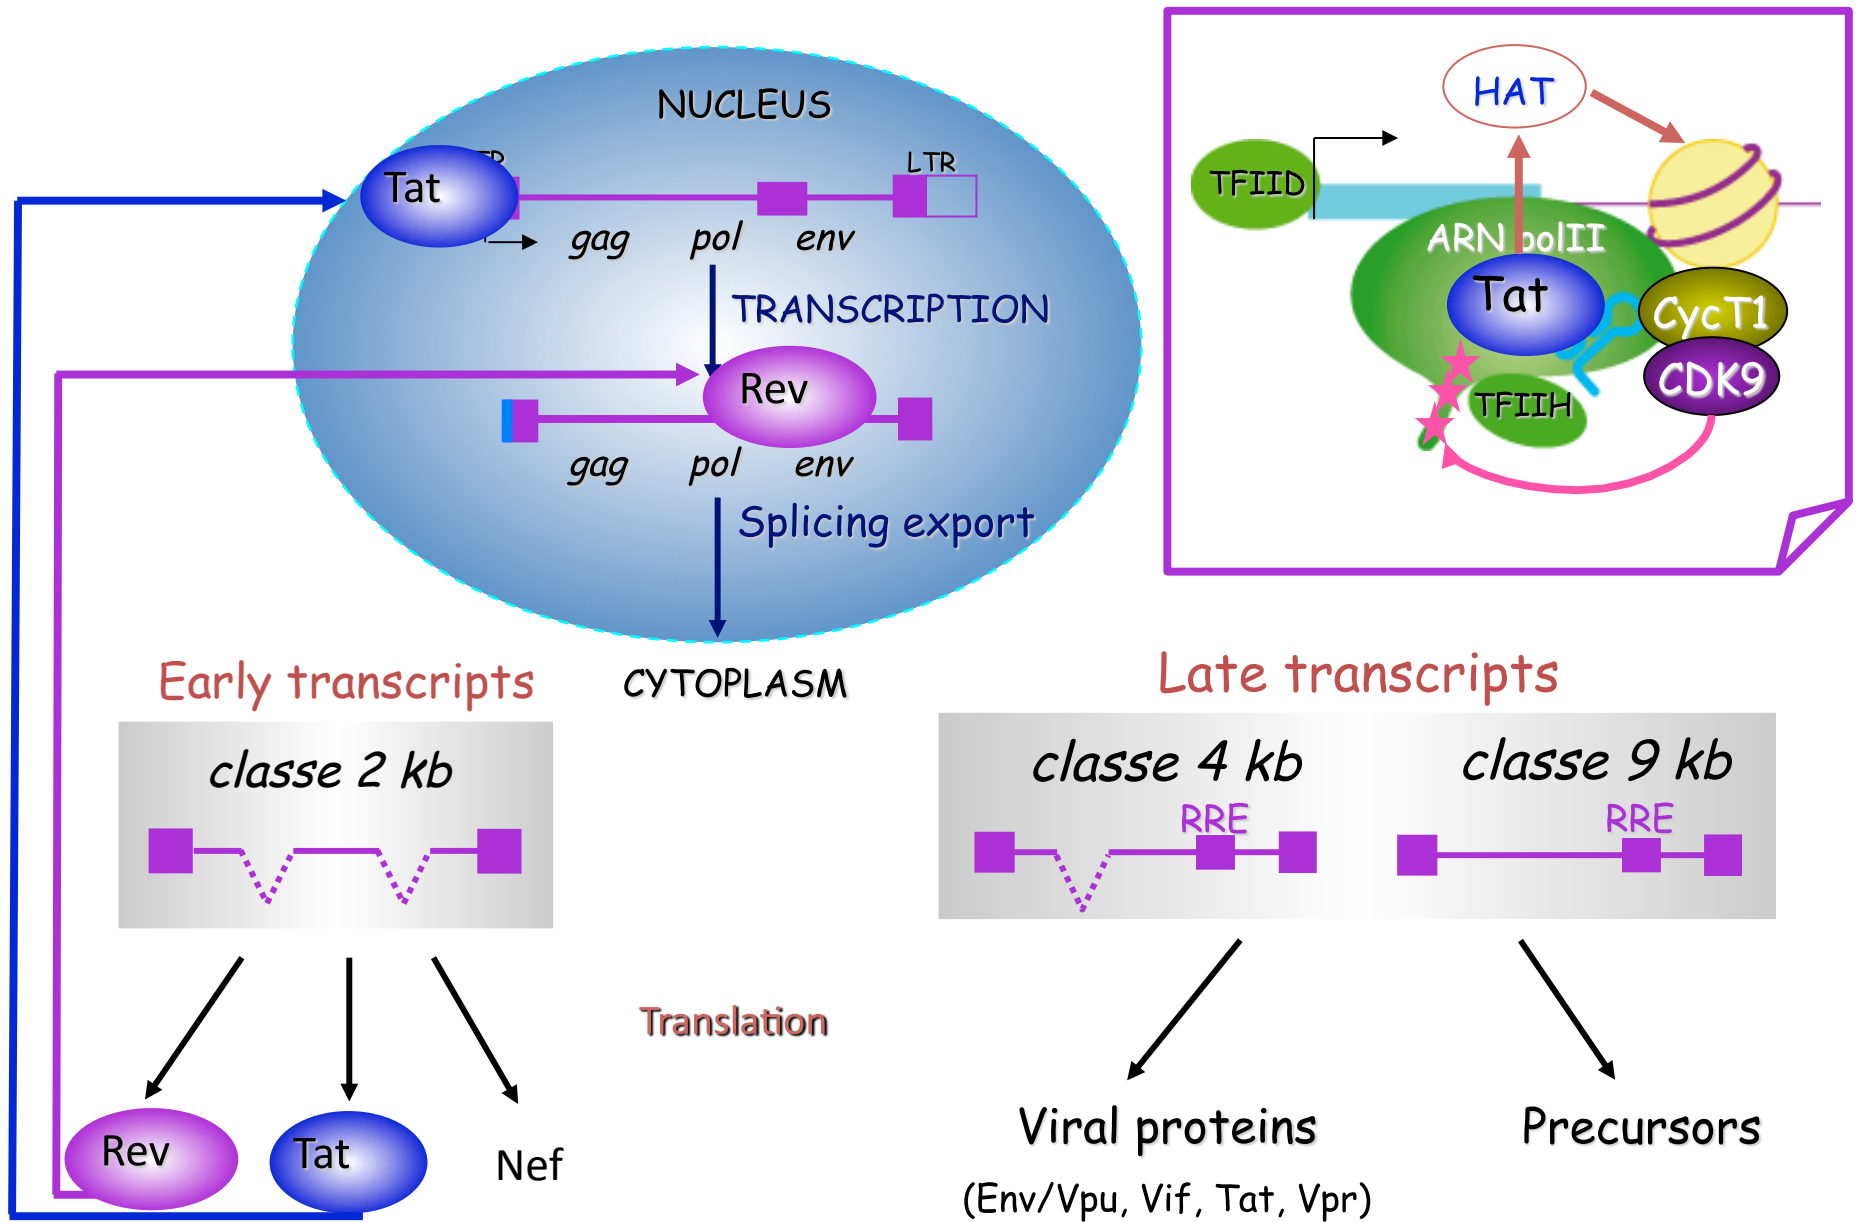 NUCLEUS
Tat
LTR
gag pol env
TRANSCRIPTION
Rev
gag pol env
Splicing export
CYTOPLASM
HAT
TFIID
ARN polII
Tat
CycT1
CDK9
TFIIH
Early transcripts
classe 2 kb
Late transcripts
classe 4 kb
RRE
classe 9 kb
RRE
Translation
Rev
Tat
Nef
Viral proteins
(Env/Vpu, Vif, Tat, Vpr)
Precursors